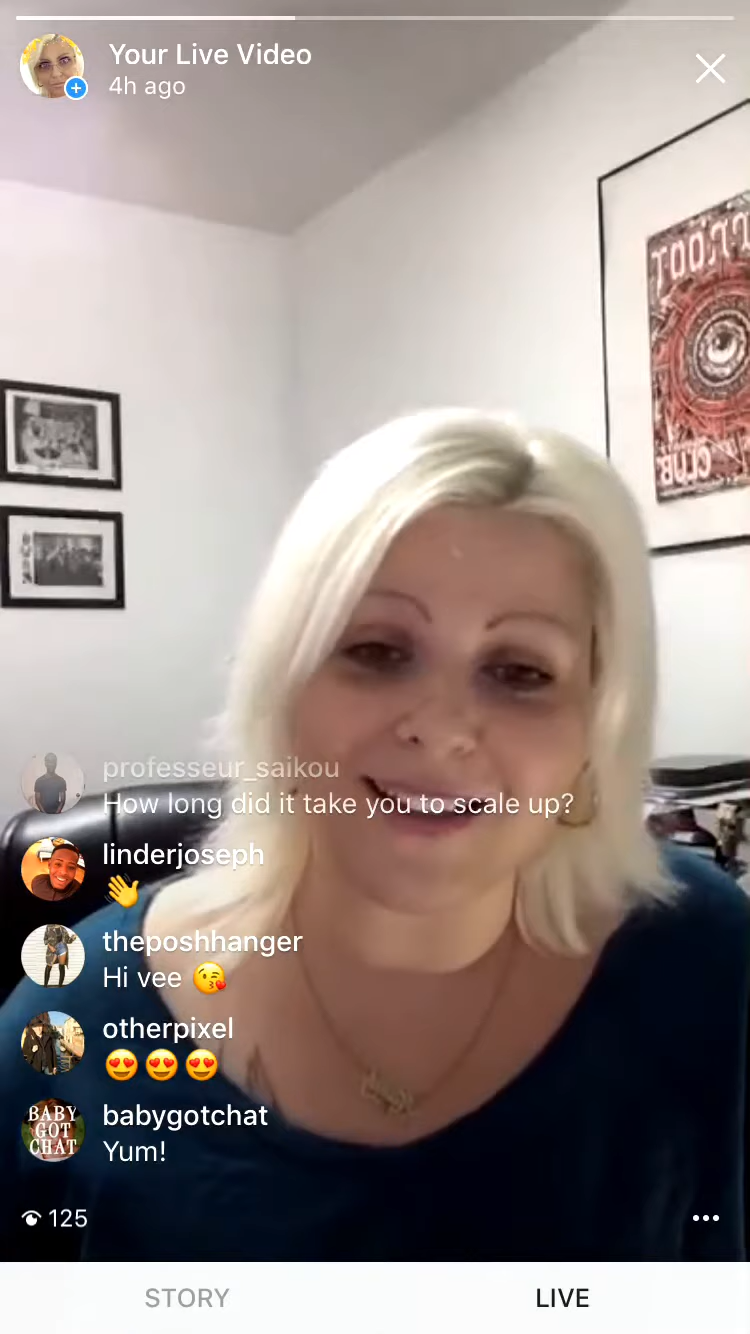 Your Live Video
4h ago
CLUB
professeur_saikou
How long did it take you to scale up?
linderjoseph
👋
theposhhanger
Hi vee 😘
otherpixel
😍😍😍
BABY
GOT
CHAT
babygotchat
Yum!
125
STORY
LIVE